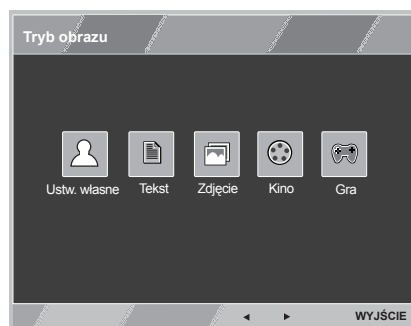 Tryb obrazu
Ustw. własne Tekst Zdjęcie Kino Gra
◄ ► WYJŚCIE